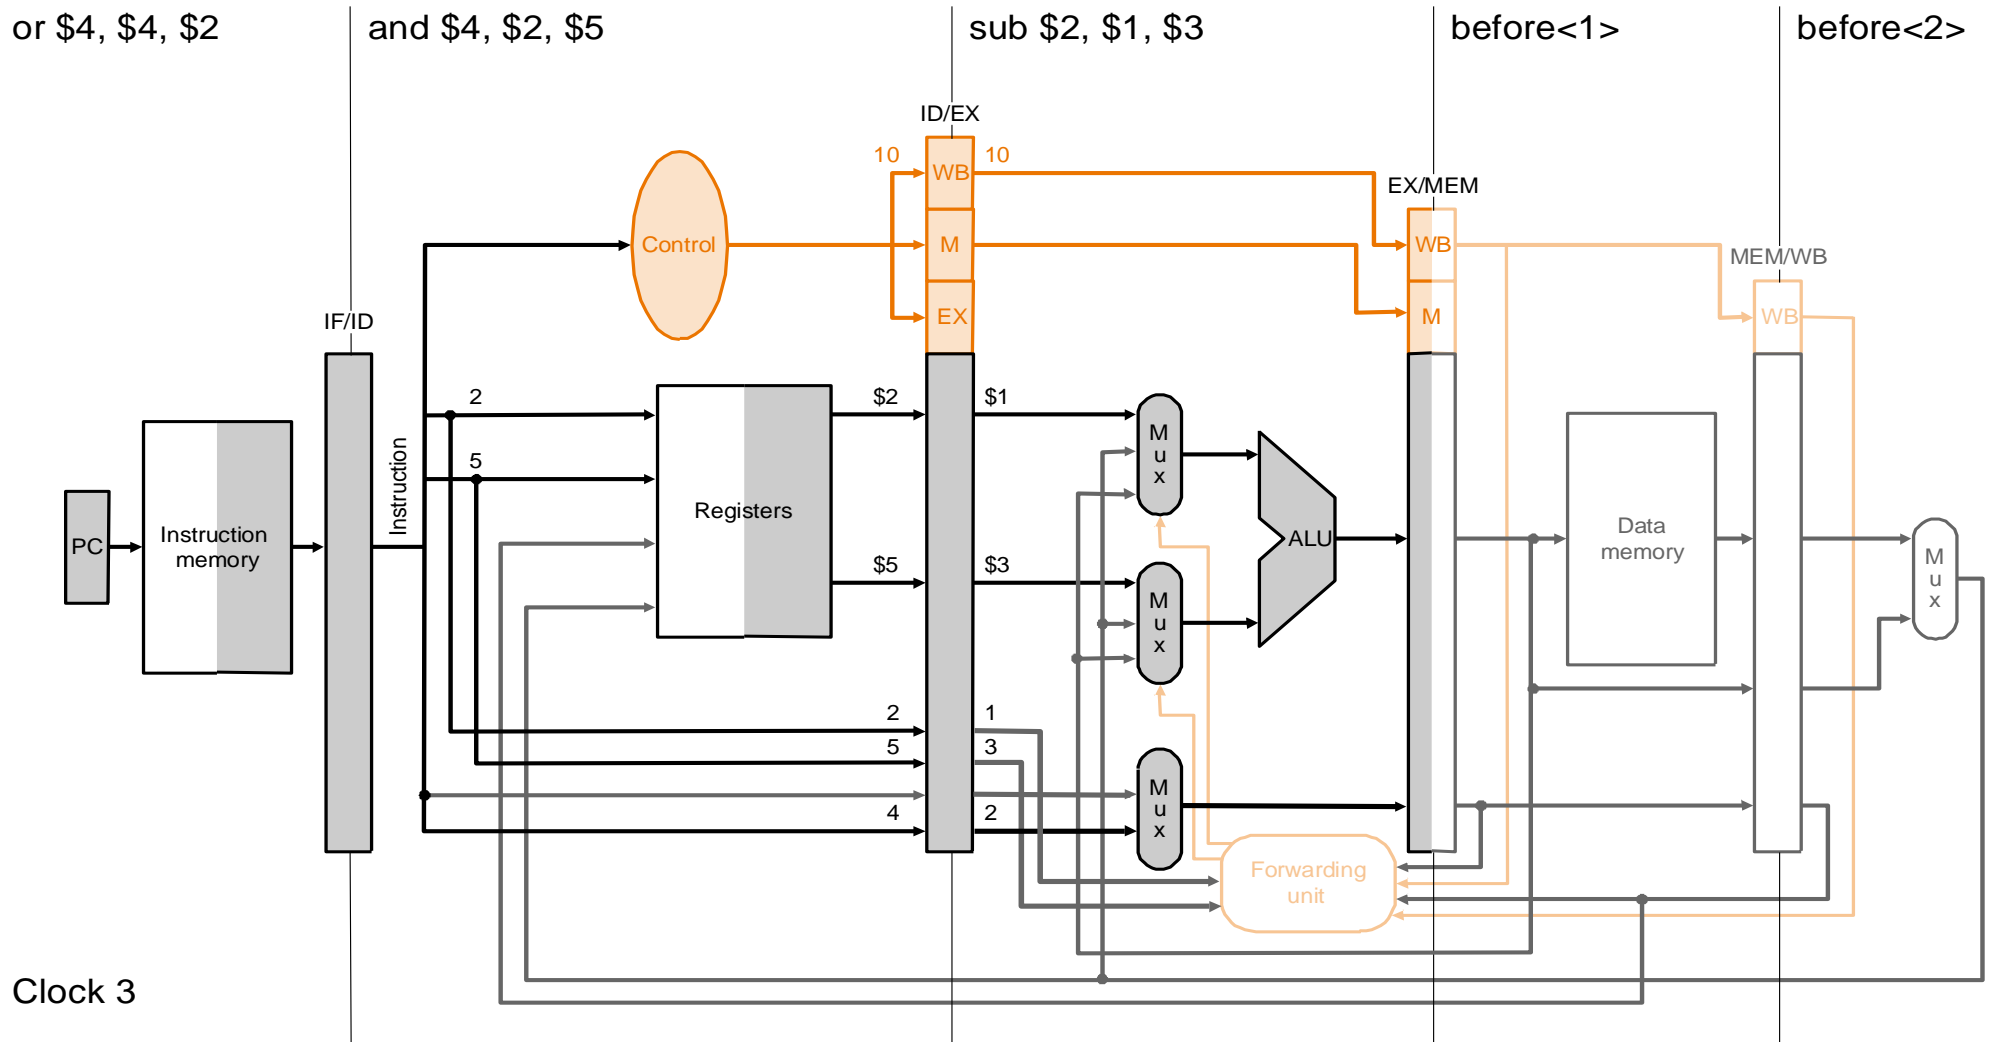 or $4, $4, $2
and $4, $2, $5
sub $2, $1, $3
before<1>
before<2>
ID/EX
10
WB
10
EX/MEM
Control
M
WB
MEM/WB
IF/ID
EX
M
WB
2
$2
$1
M
u
x
Instruction
5
Registers
PC
Instruction
memory
ALU
Data
memory
M
u
x
$5
$3
M
u
x
2
1
5
3
M
u
x
4
2
Forwarding
unit
Clock 3